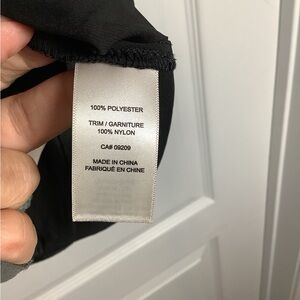 100% POLYESTER
TRIM / GARNITURE
100% NYLON
CA# 09209
MADE IN CHINA
FABRIQUÉ EN CHINE